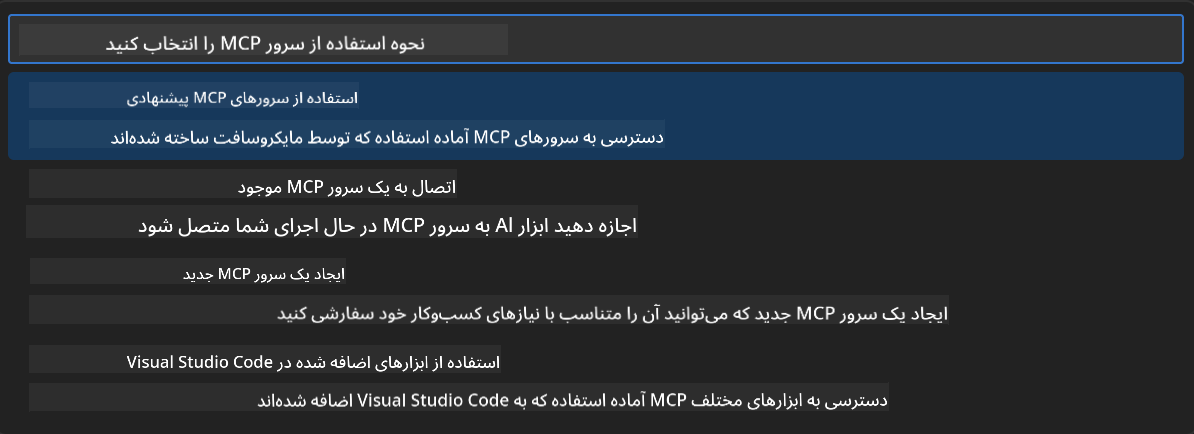 نحوه استفاده از سرور MCP را انتخاب کنید
استفاده از سرورهای MCP پیشنهادی
دسترسی به سرورهای MCP آماده استفاده که توسط مایکروسافت ساخته شده‌اند
اتصال به یک سرور MCP موجود
اجازه دهید ابزار AI به سرور MCP در حال اجرای شما متصل شود
ایجاد یک سرور MCP جدید
ایجاد یک سرور MCP جدید که می‌توانید آن را متناسب با نیازهای کسب‌وکار خود سفارشی کنید
استفاده از ابزارهای اضافه شده در Visual Studio Code
دسترسی به ابزارهای مختلف MCP آماده استفاده که به Visual Studio Code اضافه شده‌اند